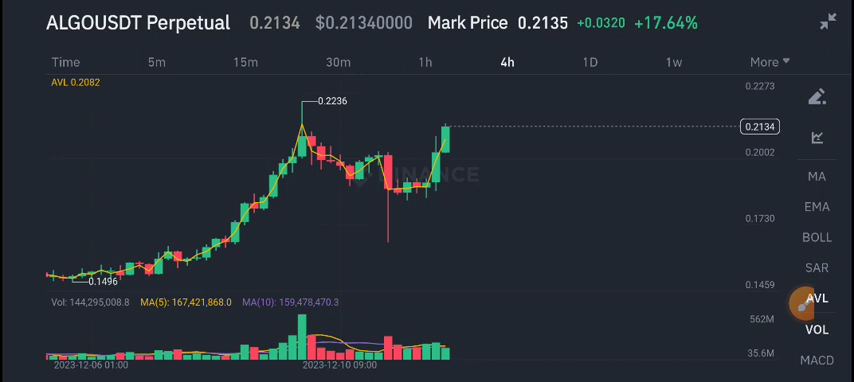 ALGOUSDT Perpetual 0.2134 $0.21340000 Mark Price 0.2135 +0.0320 +17.64%
Time 5m 15m 30m 1h 4h 1D 1w More
AVL 0.2082
0.2273
0.2236
0.2134
0.2002
BINANCE
MA
EMA
0.1730
BOLL
SAR
0.1496
0.1459
AVL
Vol: 144,295,008.8 MA(5): 167,421,868.0 MA(10): 159,478,470.3
562M
VOL
35.6M
MACD
2023-12-06 01:00 2023-12-10 09:00